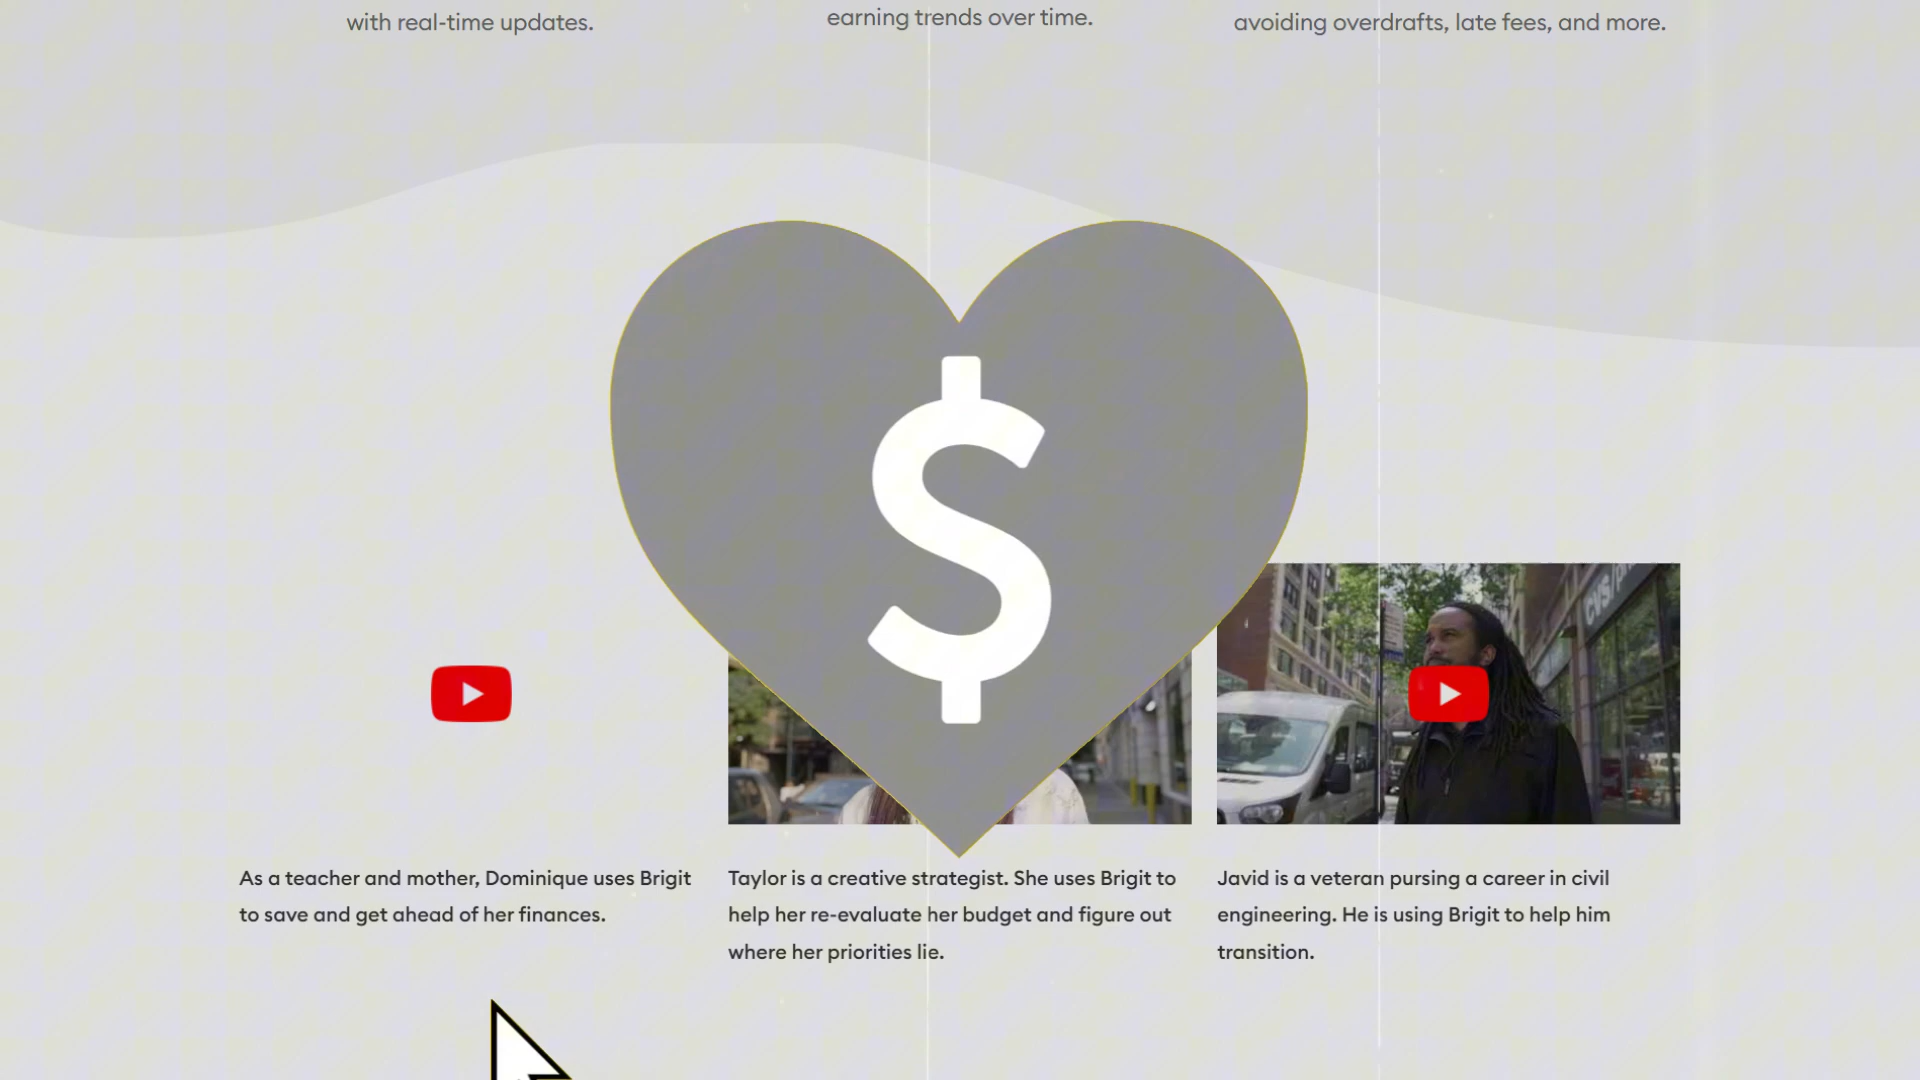 with real-time updates.
earning trends over time.
avoiding overdrafts, late fees, and more.
$
CVS/
As a teacher and mother, Dominique uses Brigit
to save and get ahead of her finances.
Taylor is a creative strategist. She uses Brigit to
help her re-evaluate her budget and figure out
where her priorities lie.
Javid is a veteran pursing a career in civil
engineering. He is using Brigit to help him
transition.